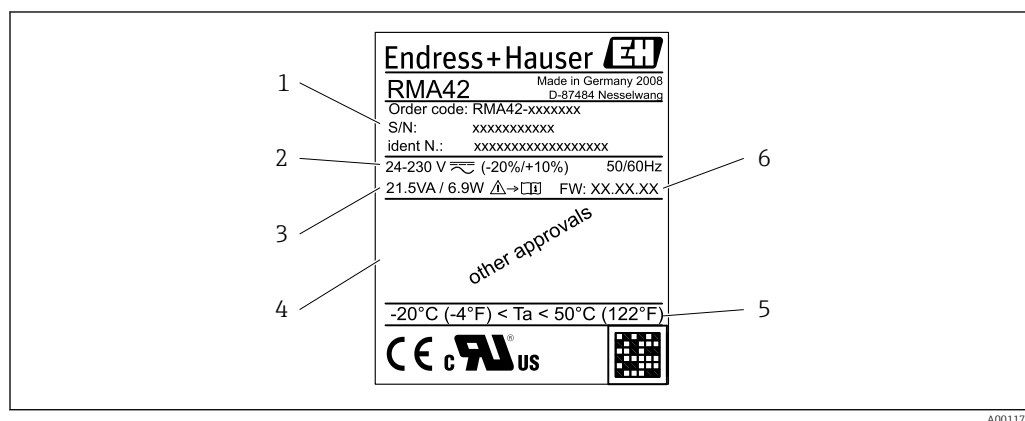 Endress+Hauser EH
RMA42
Made in Germany 2008
D-87484 Nesselwang
Order code: RMA42-xxxxxxx
S/N: xxxxxxxxxxx
ident N.: xxxxxxxxxxxxxxxxxx
24-230 V (-20%/+10%) 50/60Hz
21.5VA / 6.9W ⚠→ i FW: XX.XX.XX
other approvals
-20°C (-4°F) < Ta < 50°C (122°F)
CE c RU ® US
1
2
3
4
5
6
A00117